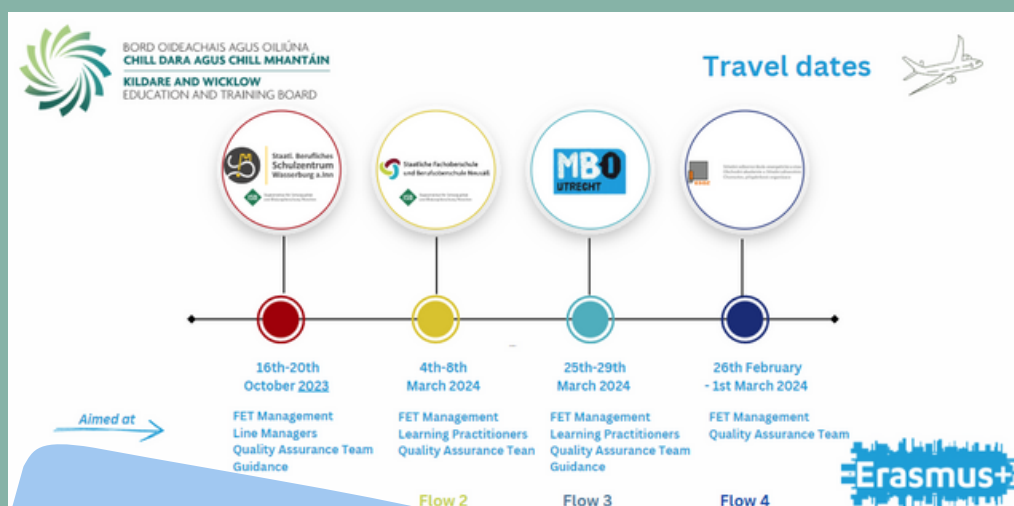 BORD OIDEACHAIS AGUS OILIÚNA
CHILL DARA AGUS CHILL MHANTÁIN
KILDARE AND WICKLOW
EDUCATION AND TRAINING BOARD
Travel dates
Staatl. Berufliches
Schulzentrum
Wasserburg a.Inn
ISB
Staatliche Fachoberschule
und Berufsoberschule Neusäß
ISB
MBO
UTRECHT
16th-20th
October 2023
4th-8th
March 2024
25th-29th
March 2024
26th February
- 1st March 2024
Aimed at
FET Management
Line Managers
Quality Assurance Team
Guidance
FET Management
Learning Practitioners
Quality Assurance Tean
FET Management
Learning Practitioners
Quality Assurance Team
Guidance
FET Management
Quality Assurance Team
Flow 2
Flow 3
Flow 4
Erasmus+